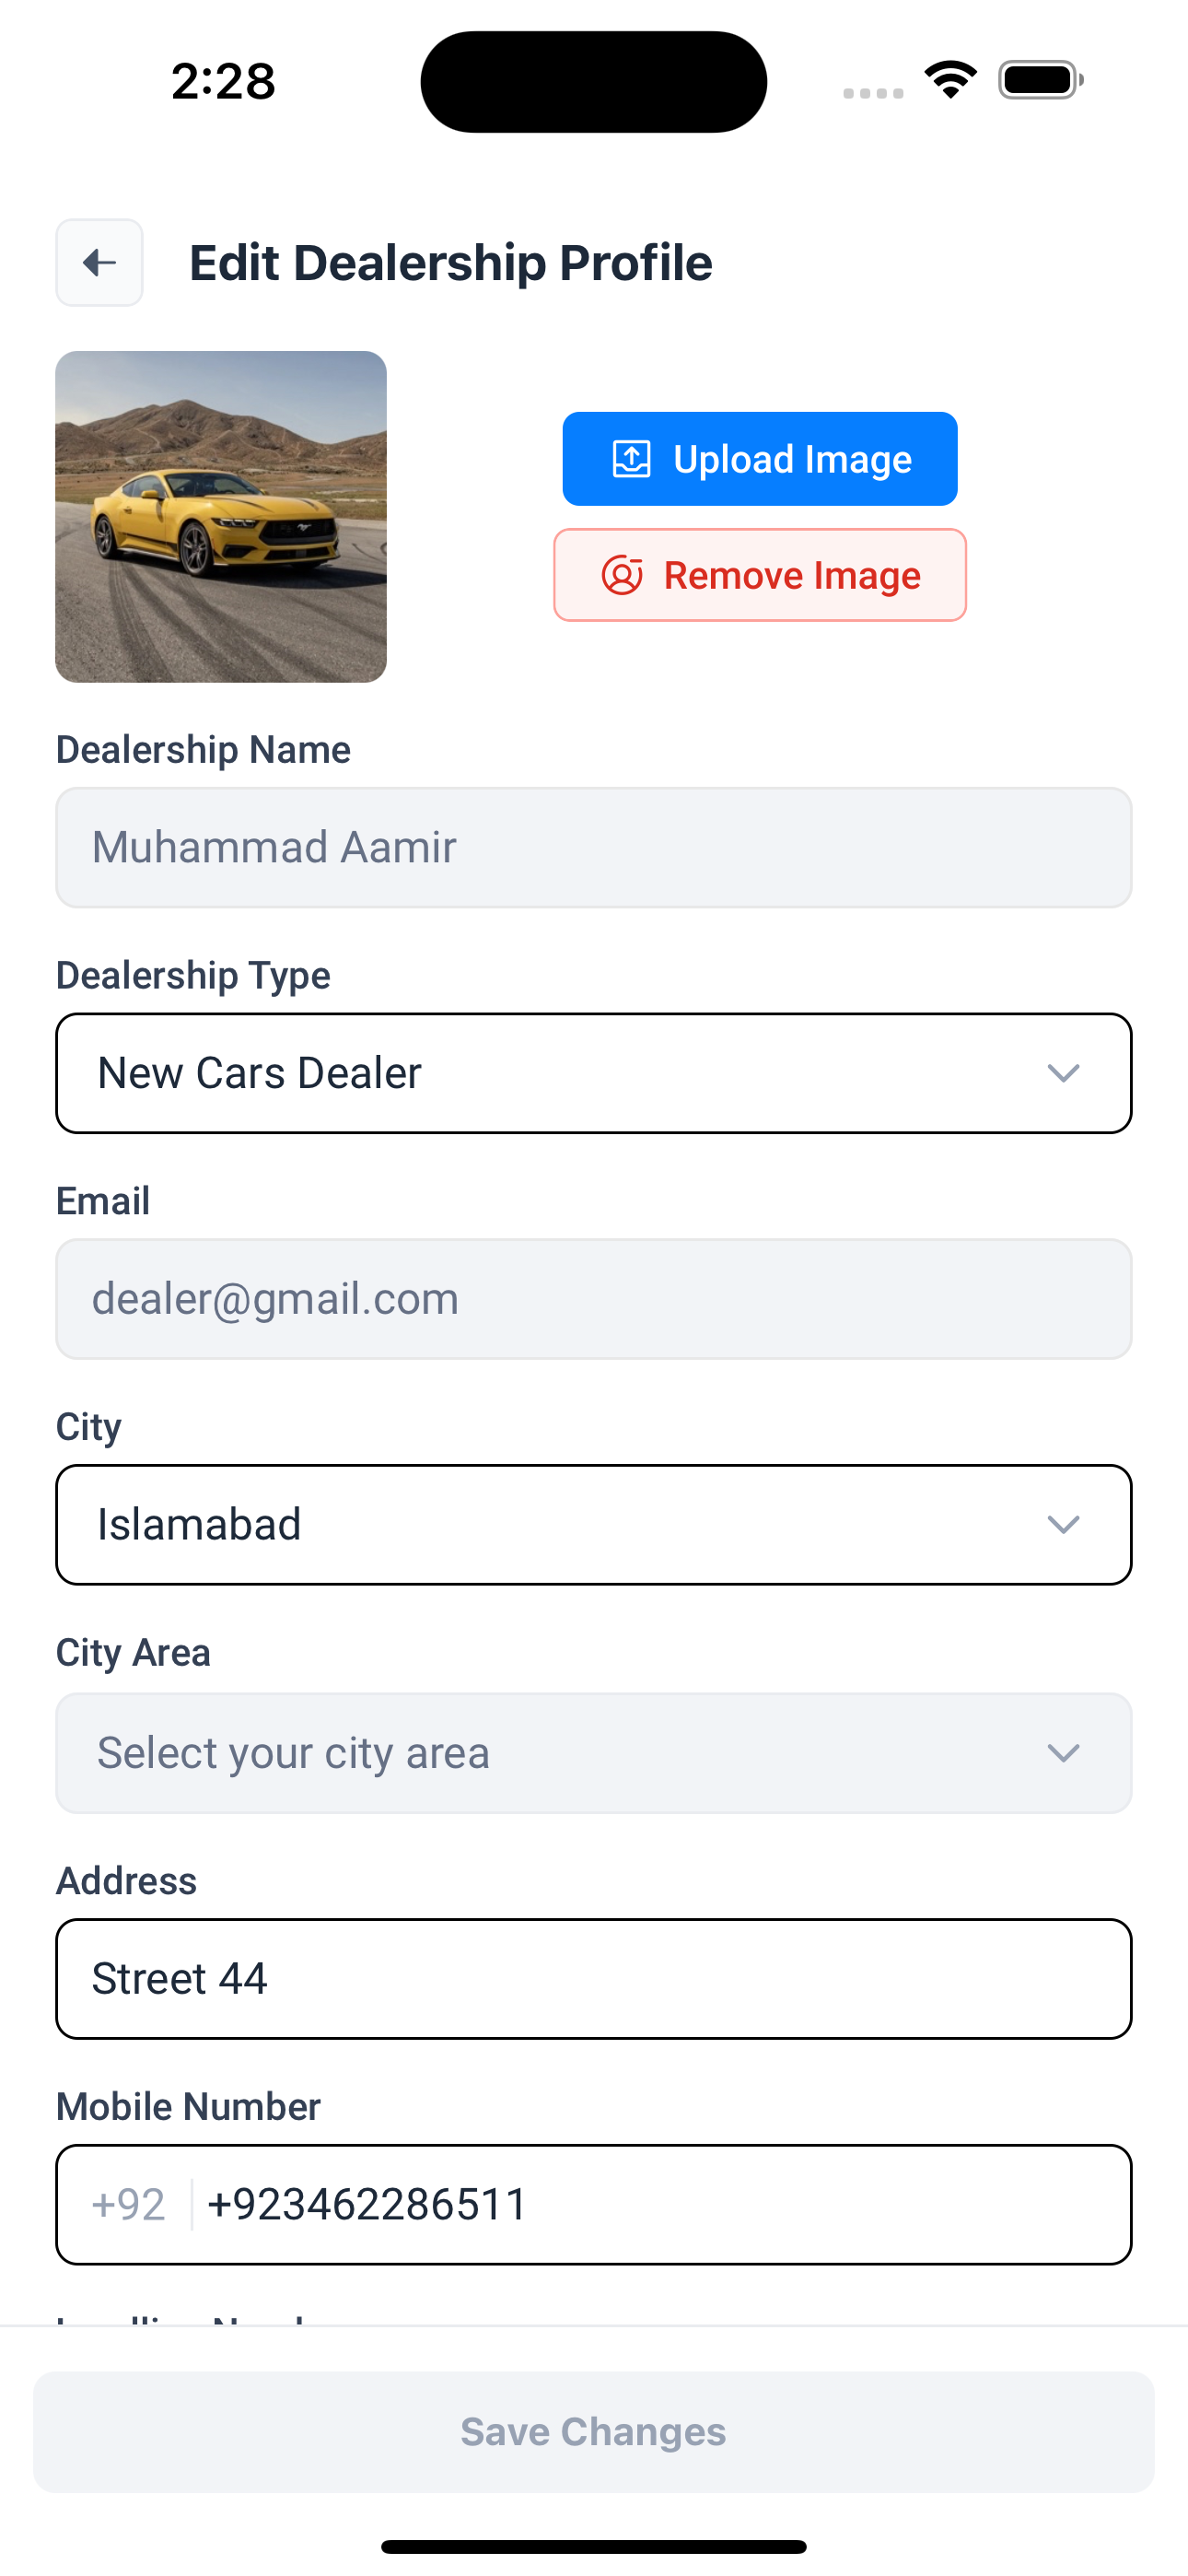 2:28
Edit Dealership Profile
Upload Image
Remove Image
Dealership Name
Muhammad Aamir
Dealership Type
New Cars Dealer
Email
dealer@gmail.com
City
Islamabad
City Area
Select your city area
Address
Street 44
Mobile Number
+92 +923462286511
Save Changes